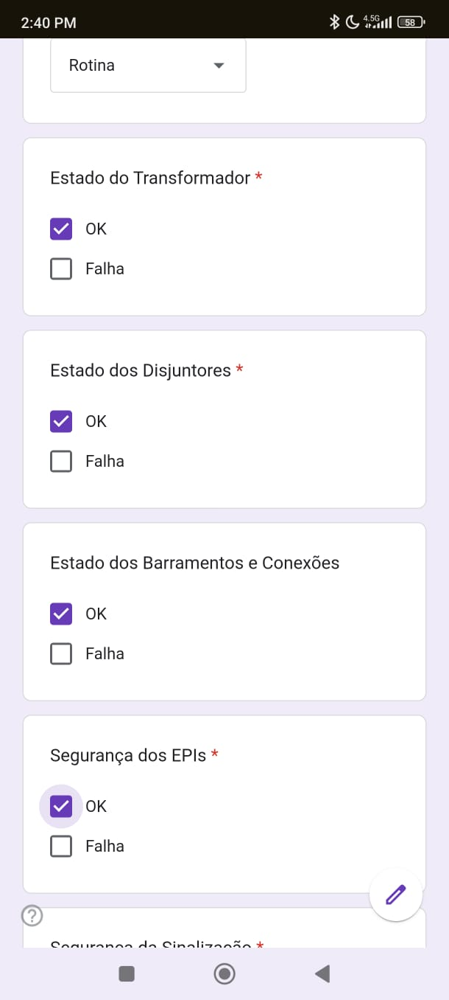 2:40 PM
4.5G
58
Rotina
Estado do Transformador *
OK
Falha
Estado dos Disjuntores *
OK
Falha
Estado dos Barramentos e Conexões
OK
Falha
Segurança dos EPIs *
OK
Falha
?
Segurança da Sinalização *